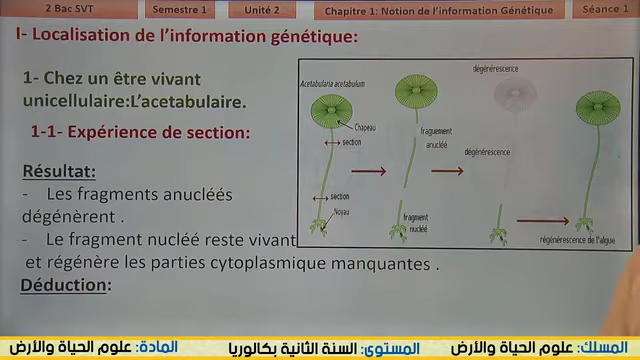 2 Bac SVT
Semestre 1
Unité 2
Chapitre 1: Notion de l'information Génétique
Séance 1
I- Localisation de l'information génétique:
1- Chez un être vivant
unicellulaire:L'acetabulaire.
1-1- Expérience de section:
Résultat:
- Les fragments anucléés
dégénèrent .
- Le fragment nucléé reste vivant
et régénère les parties cytoplasmique manquantes .
Déduction:
Acetabularia acetabulum
Chapeau
section
section
Noyau
fraguement
anucléé
fragment
nucléé
dégénérescence
dégénérescence
régénérescence de l'algue
المسلك: علوم الحياة والأرض
المستوى: السنة الثانية بكالوريا
المادة: علوم الحياة والأرض